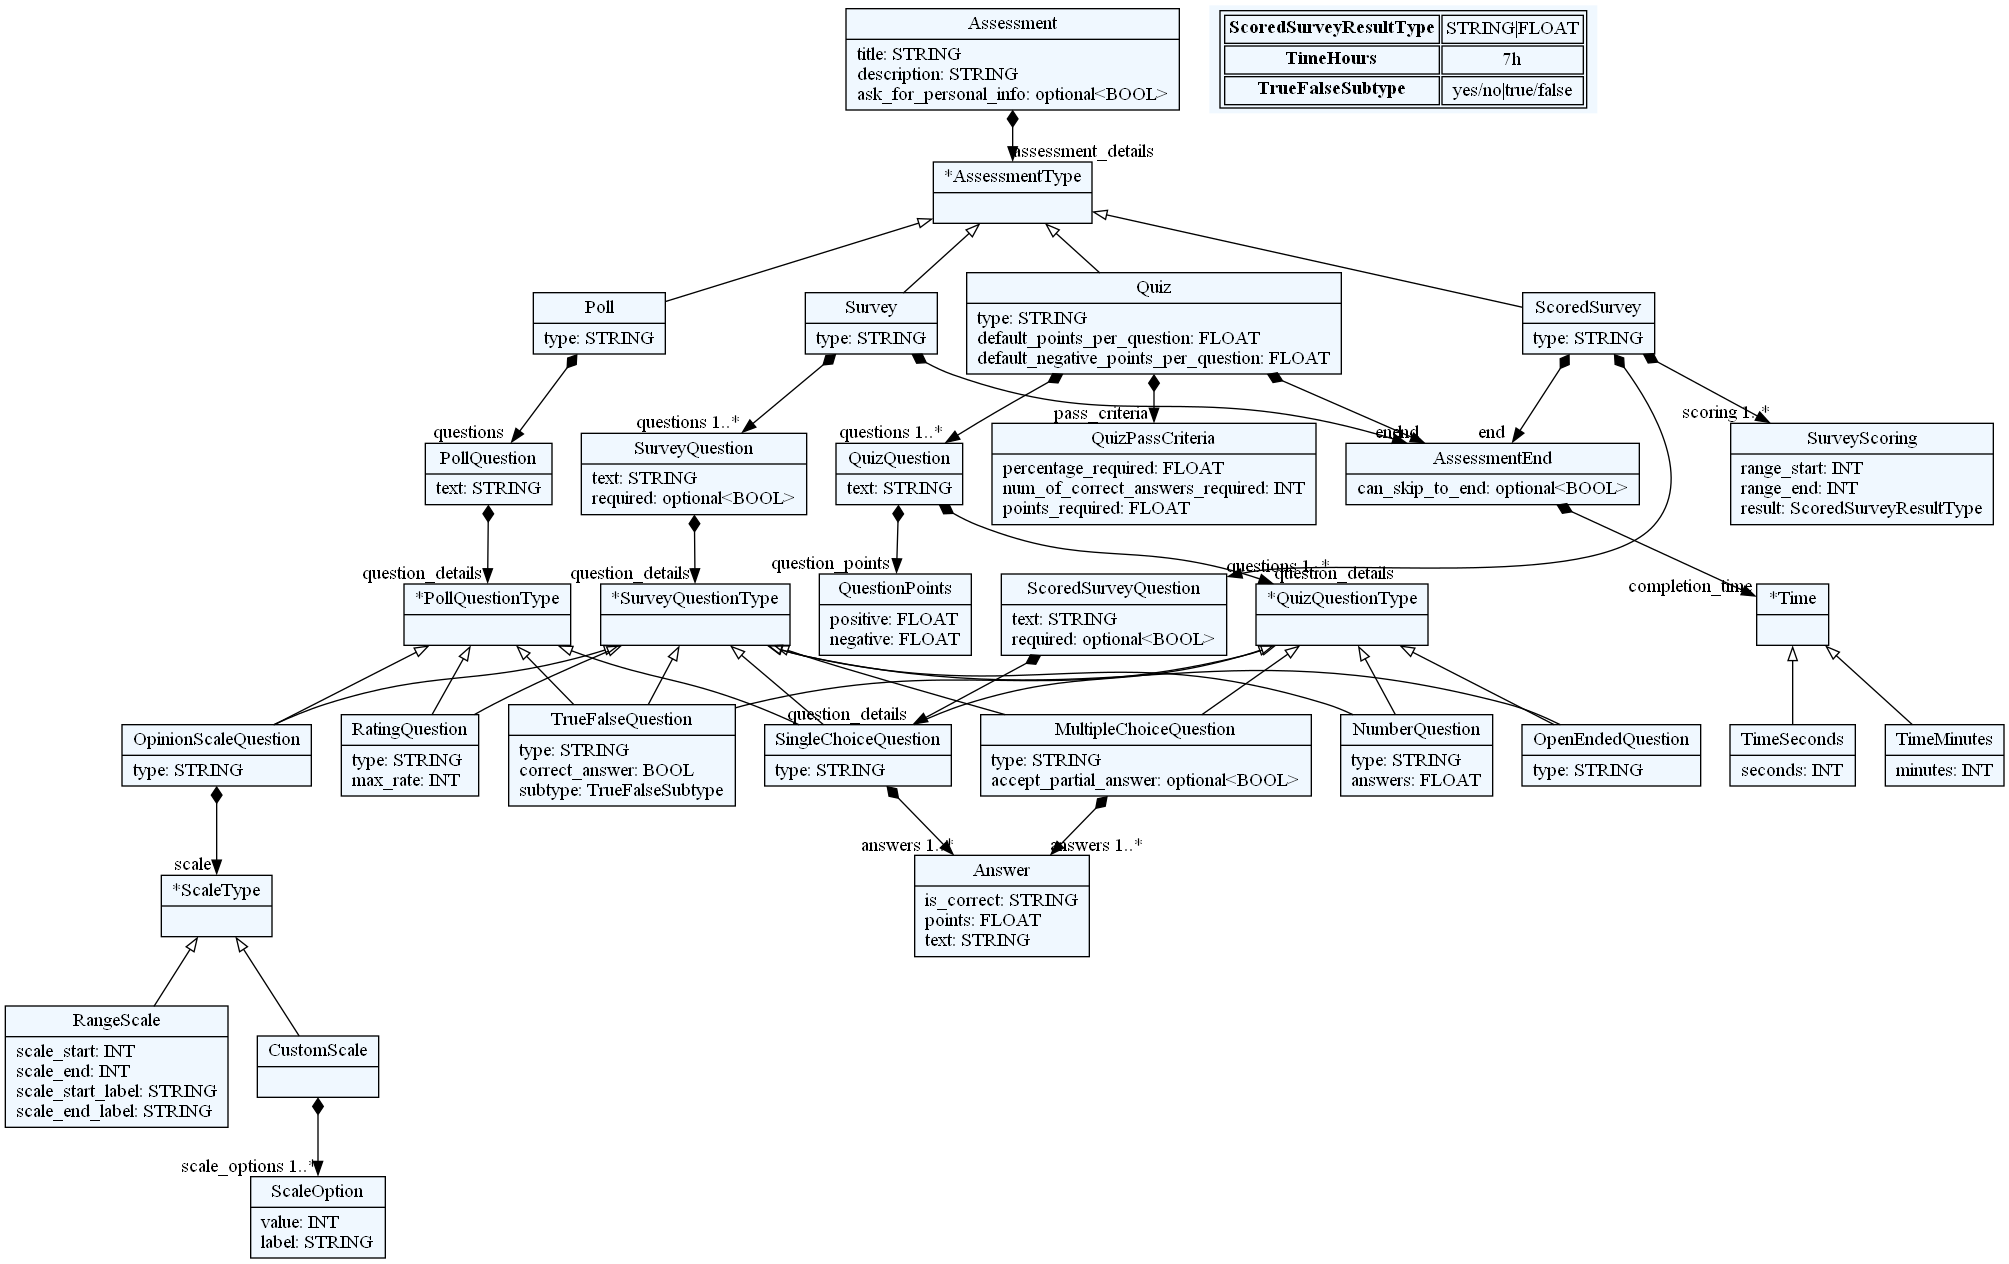 Assessment
title: STRING
description: STRING
ask_for_personal_info: optional<BOOL>
ScoredSurveyResultType STRING|FLOAT
TimeHours 7h
TrueFalseSubtype yes/no|true/false
assessment_details
*AssessmentType
Poll
type: STRING
Survey
type: STRING
Quiz
type: STRING
default_points_per_question: FLOAT
default_negative_points_per_question: FLOAT
ScoredSurvey
type: STRING
questions
questions 1..*
questions 1..*
pass_criteria
end
end
end
scoring 1..*
PollQuestion
text: STRING
SurveyQuestion
text: STRING
required: optional<BOOL>
QuizQuestion
text: STRING
QuizPassCriteria
percentage_required: FLOAT
num_of_correct_answers_required: INT
points_required: FLOAT
AssessmentEnd
can_skip_to_end: optional<BOOL>
SurveyScoring
range_start: INT
range_end: INT
result: ScoredSurveyResultType
question_details
question_details
question_points
questions 1..*
question_details
completion_time
*PollQuestionType
*SurveyQuestionType
QuestionPoints
positive: FLOAT
negative: FLOAT
ScoredSurveyQuestion
text: STRING
required: optional<BOOL>
*QuizQuestionType
*Time
question_details
OpinionScaleQuestion
type: STRING
RatingQuestion
type: STRING
max_rate: INT
TrueFalseQuestion
type: STRING
correct_answer: BOOL
subtype: TrueFalseSubtype
SingleChoiceQuestion
type: STRING
MultipleChoiceQuestion
type: STRING
accept_partial_answer: optional<BOOL>
NumberQuestion
type: STRING
answers: FLOAT
OpenEndedQuestion
type: STRING
TimeSeconds
seconds: INT
TimeMinutes
minutes: INT
scale
answers 1..*
answers 1..*
*ScaleType
Answer
is_correct: STRING
points: FLOAT
text: STRING
RangeScale
scale_start: INT
scale_end: INT
scale_start_label: STRING
scale_end_label: STRING
CustomScale
scale_options 1..*
ScaleOption
value: INT
label: STRING